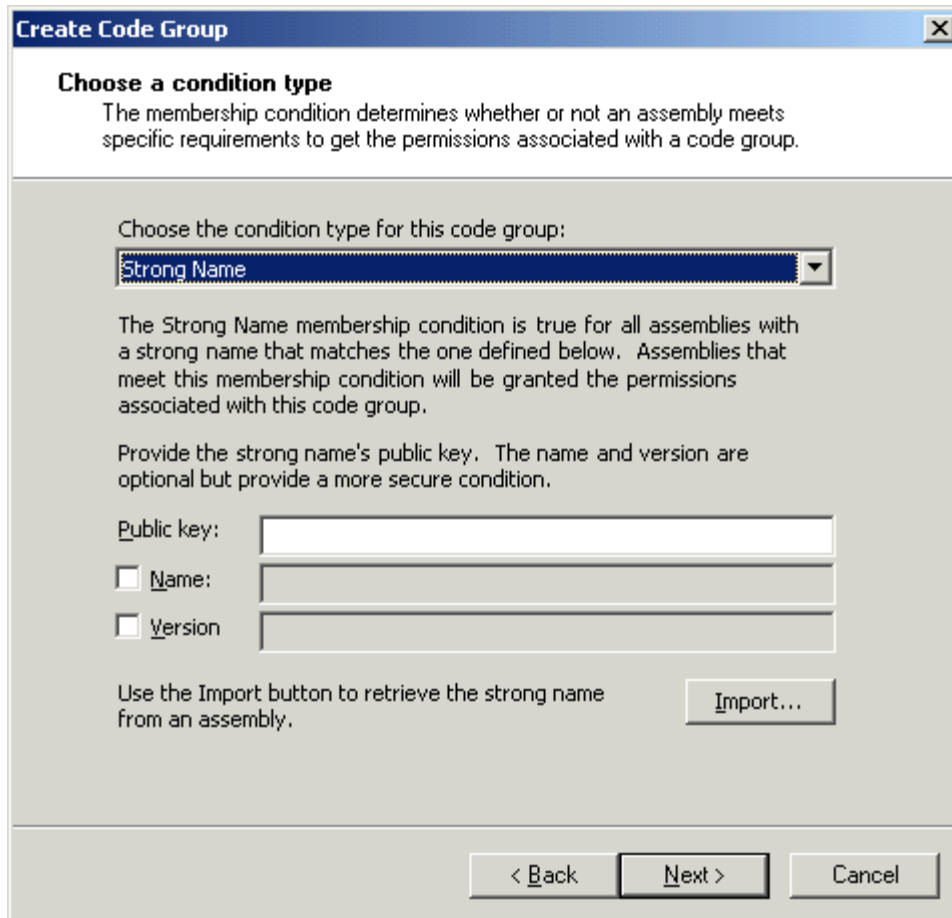 Create Code Group
Choose a condition type
The membership condition determines whether or not an assembly meets
specific requirements to get the permissions associated with a code group.
Choose the condition type for this code group:
Strong Name
The Strong Name membership condition is true for all assemblies with
a strong name that matches the one defined below.  Assemblies that
meet this membership condition will be granted the permissions
associated with this code group.
Provide the strong name's public key.  The name and version are
optional but provide a more secure condition.
Public key:
Name:
Version
Use the Import button to retrieve the strong name
from an assembly.
Import...
< Back
Next >
Cancel